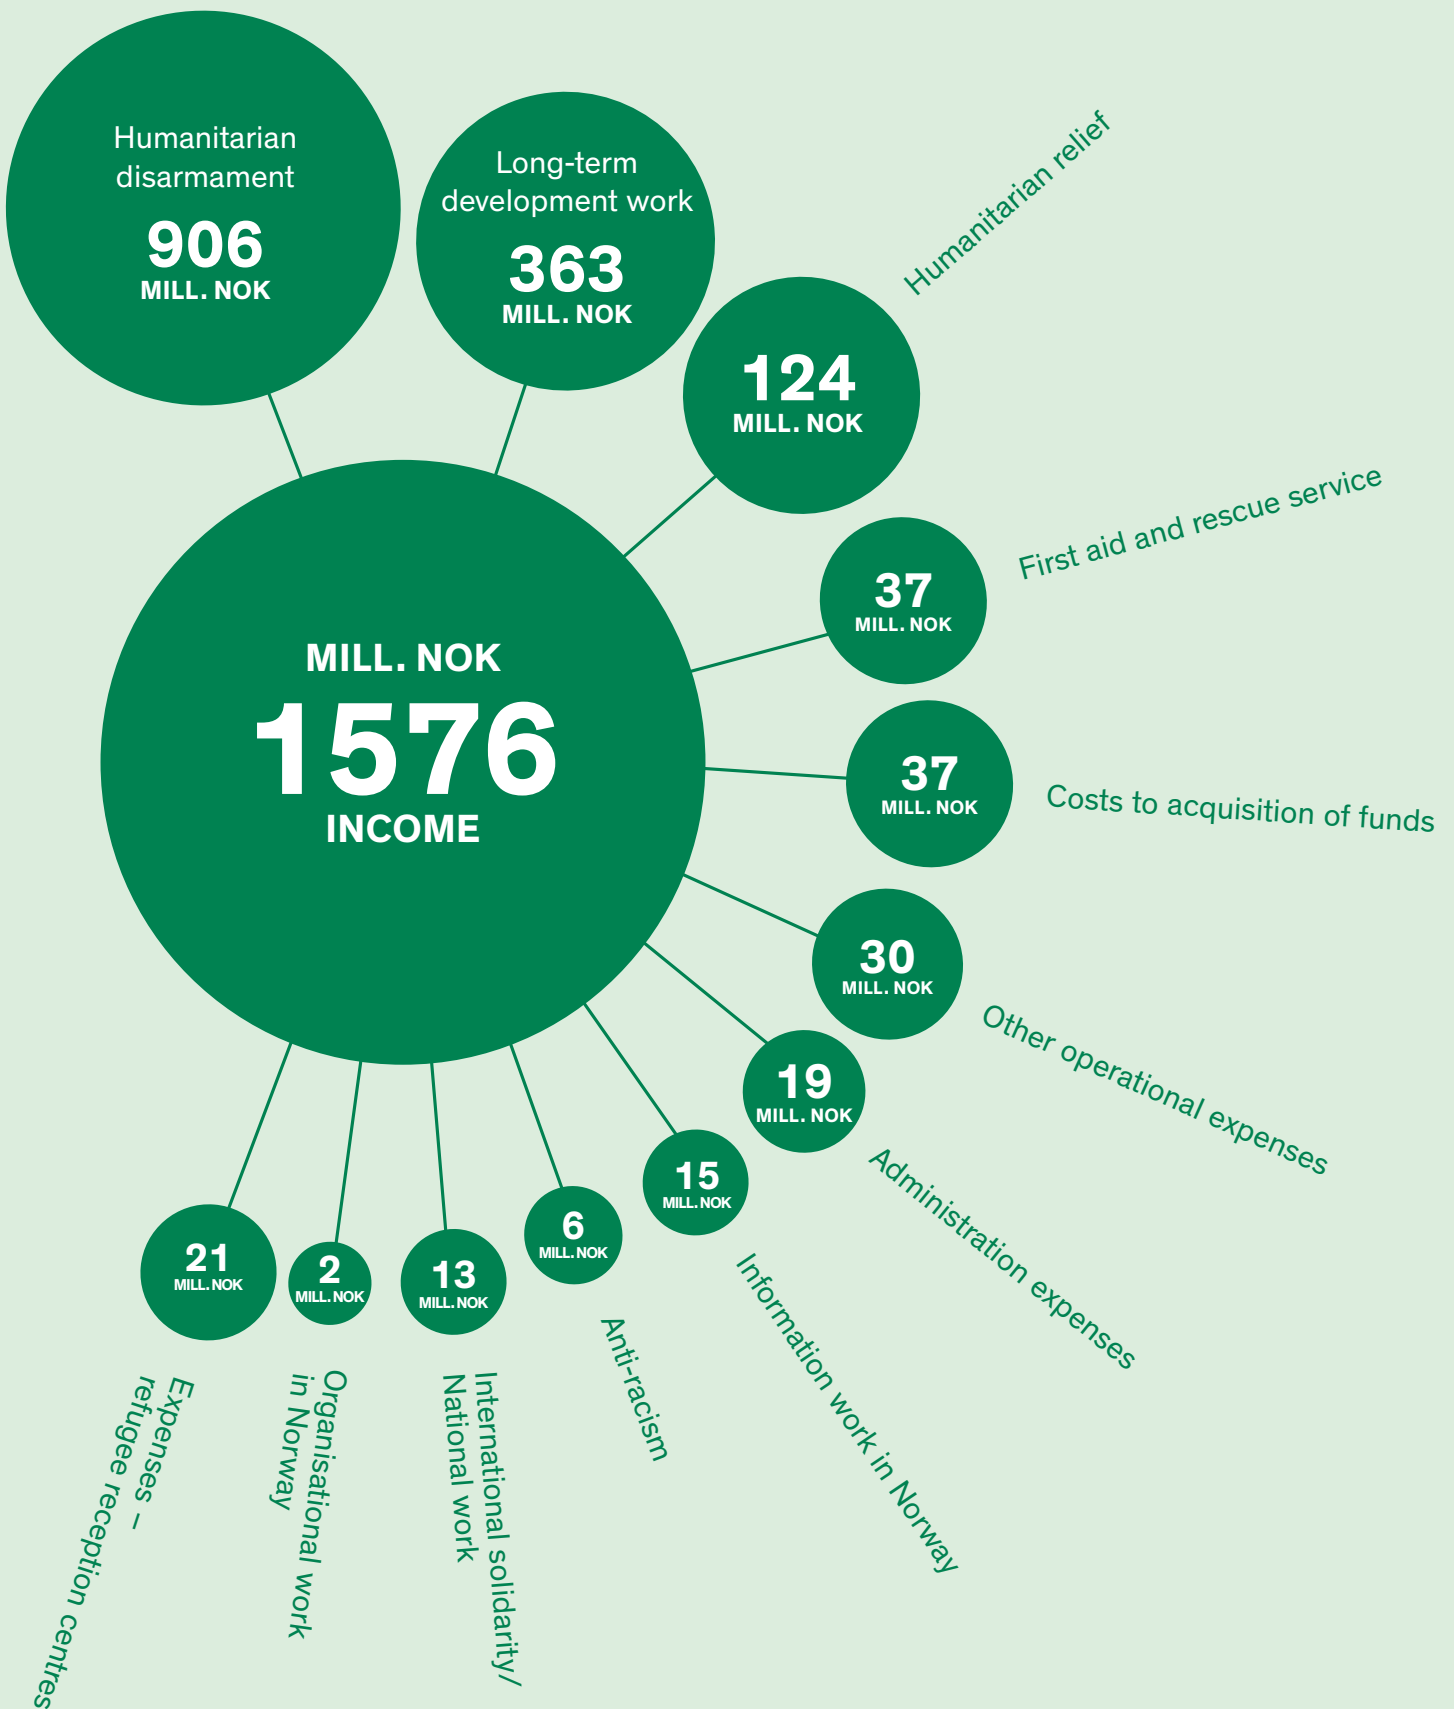 Humanitarian
disarmament
906
MILL. NOK
Long-term
development work
363
MILL. NOK
Humanitarian relief
124
MILL. NOK
First aid and rescue service
37
MILL. NOK
MILL. NOK
1576
INCOME
37
MILL. NOK
Costs to acquisition of funds
30
MILL. NOK
Other operational expenses
19
MILL. NOK
Administration expenses
15
MILL. NOK
Information work in Norway
6
MILL. NOK
Anti-racism
13
MILL. NOK
International solidarity/
National work
2
MILL. NOK
Organisational work
in Norway
21
MILL. NOK
Expenses –
refugee reception centres